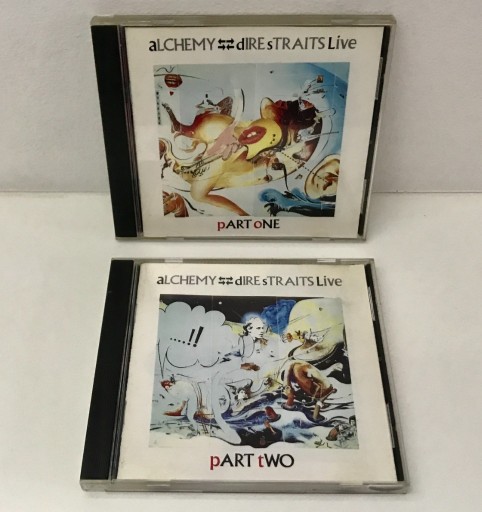 aLCHEMY ⇆ dIRE sTRAITS Live
pART oNE
aLCHEMY ⇆ dIRE sTRAITS Live
....!!
pART tWO